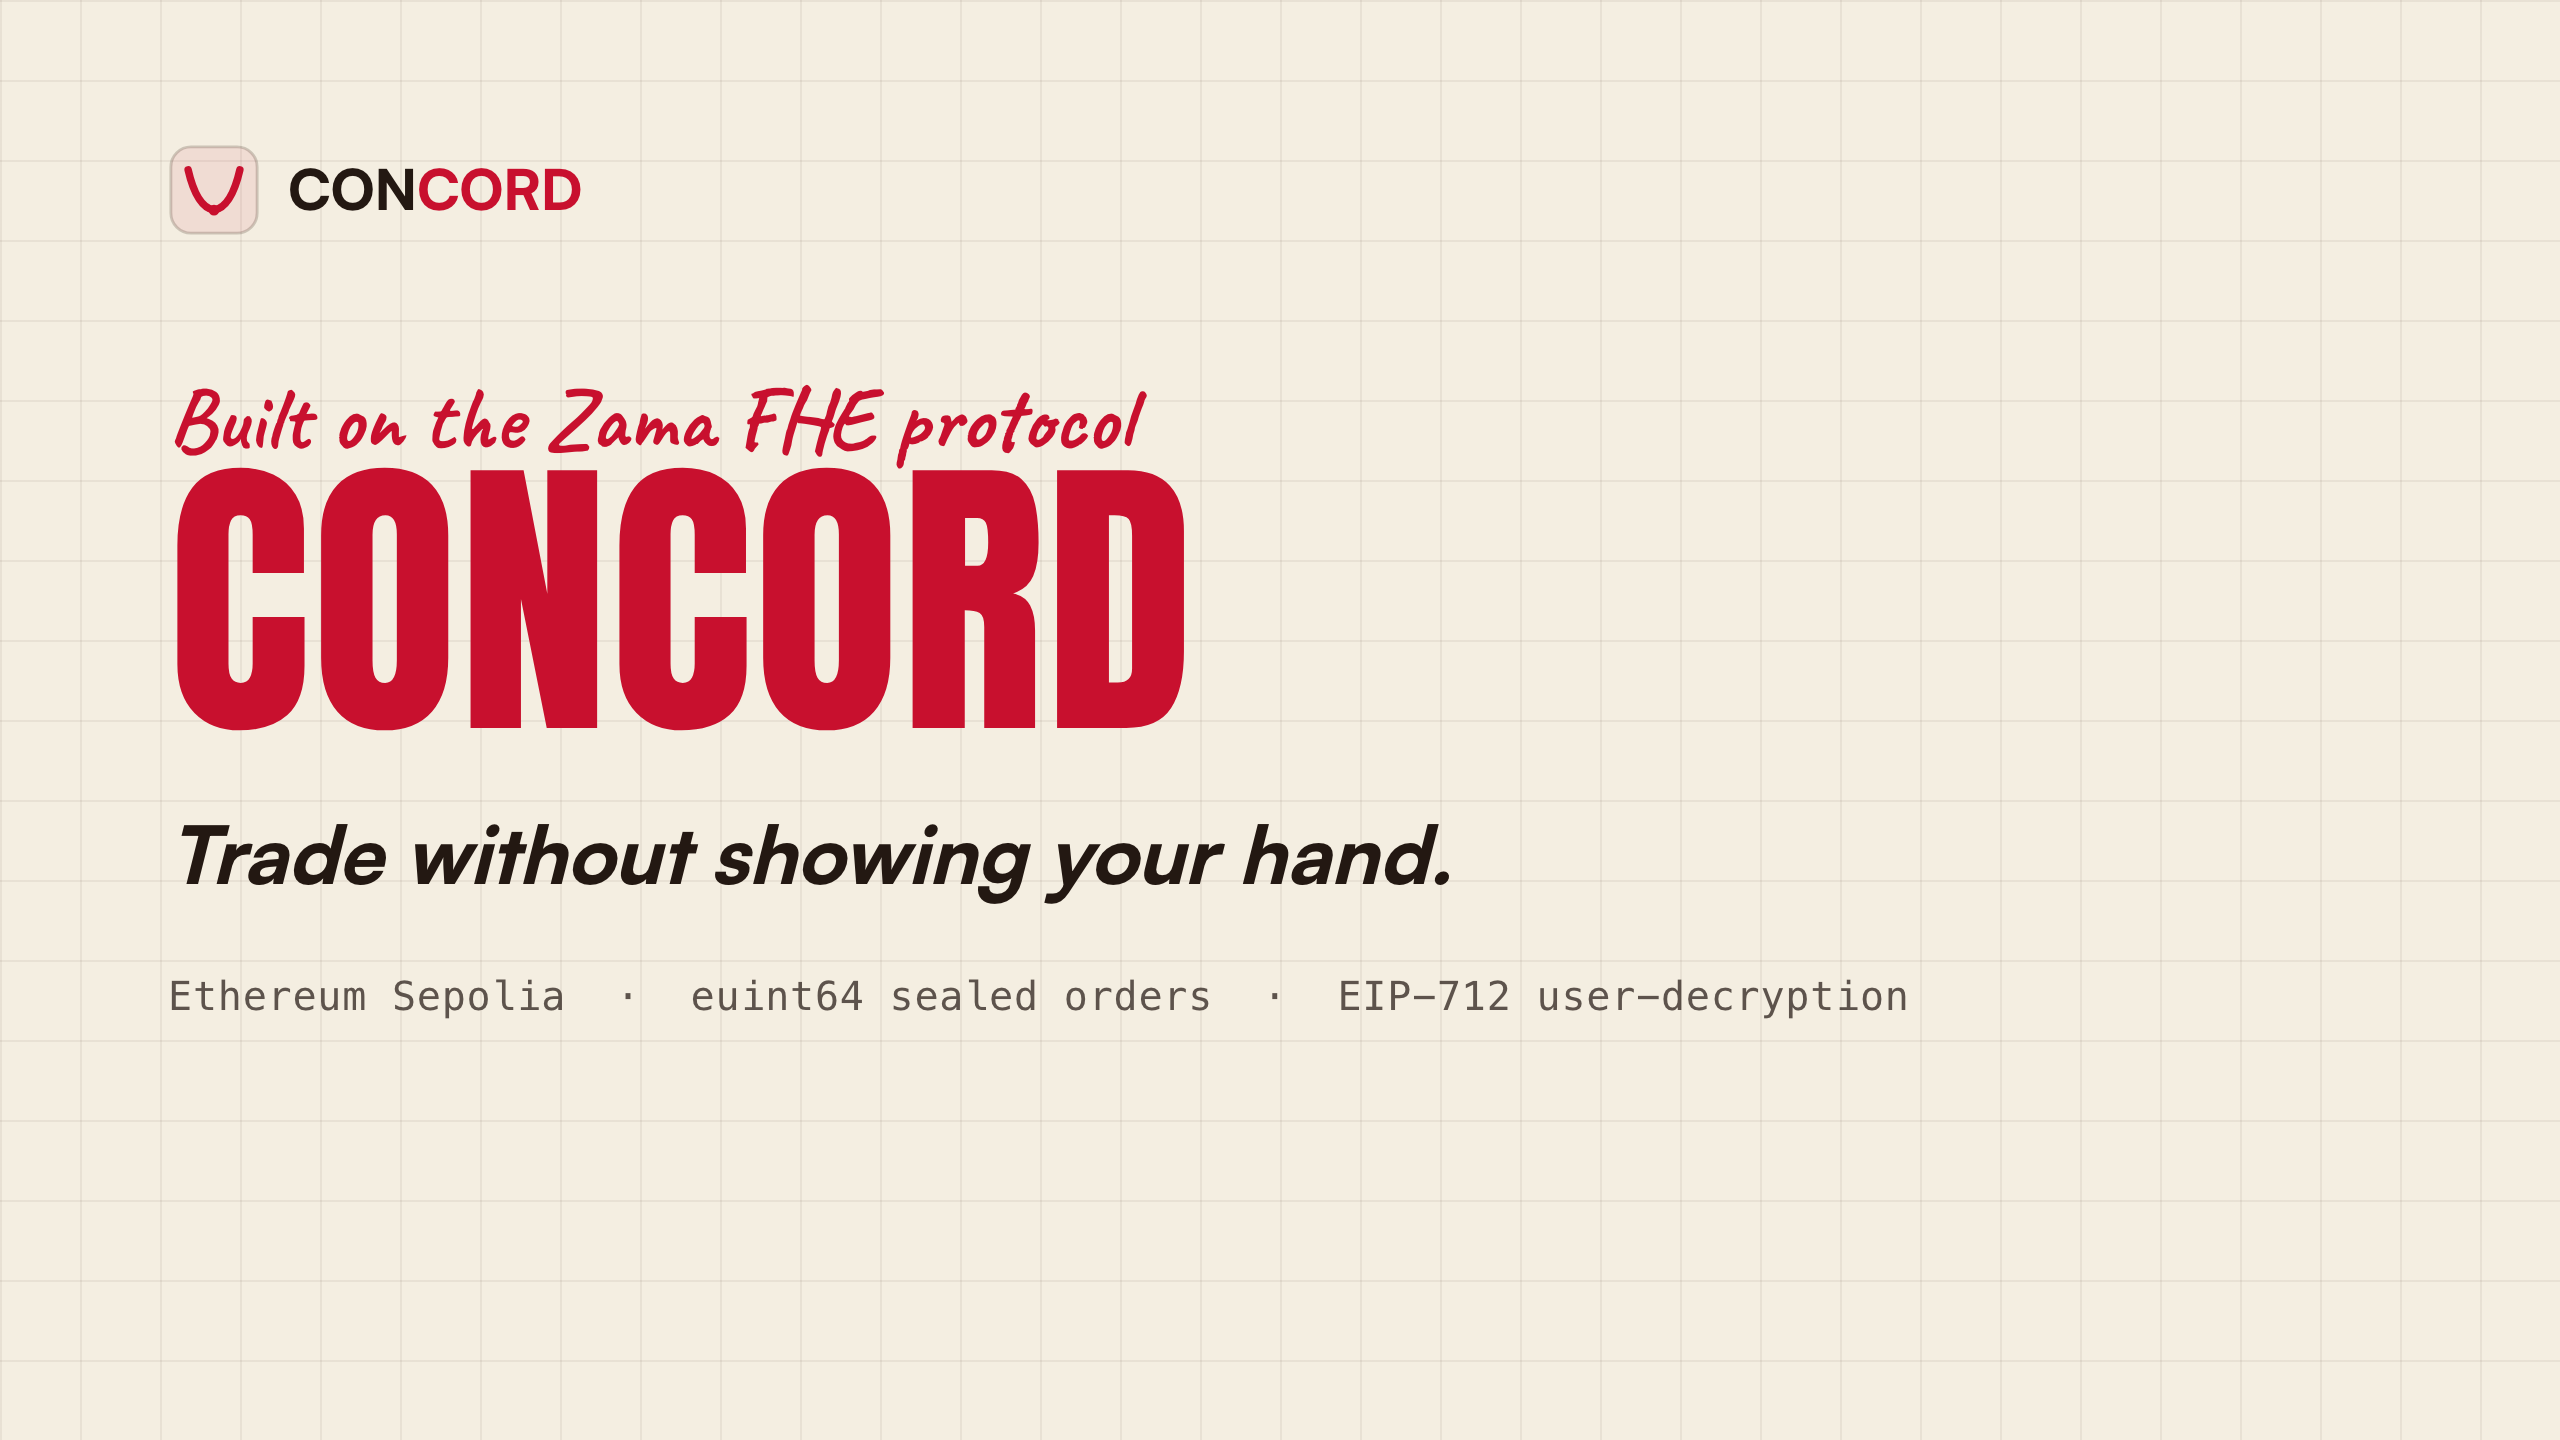 CONCORD
Built on the Zama FHE protocol
CONCORD
Trade without showing your hand.
Ethereum Sepolia · euint64 sealed orders · EIP-712 user-decryption